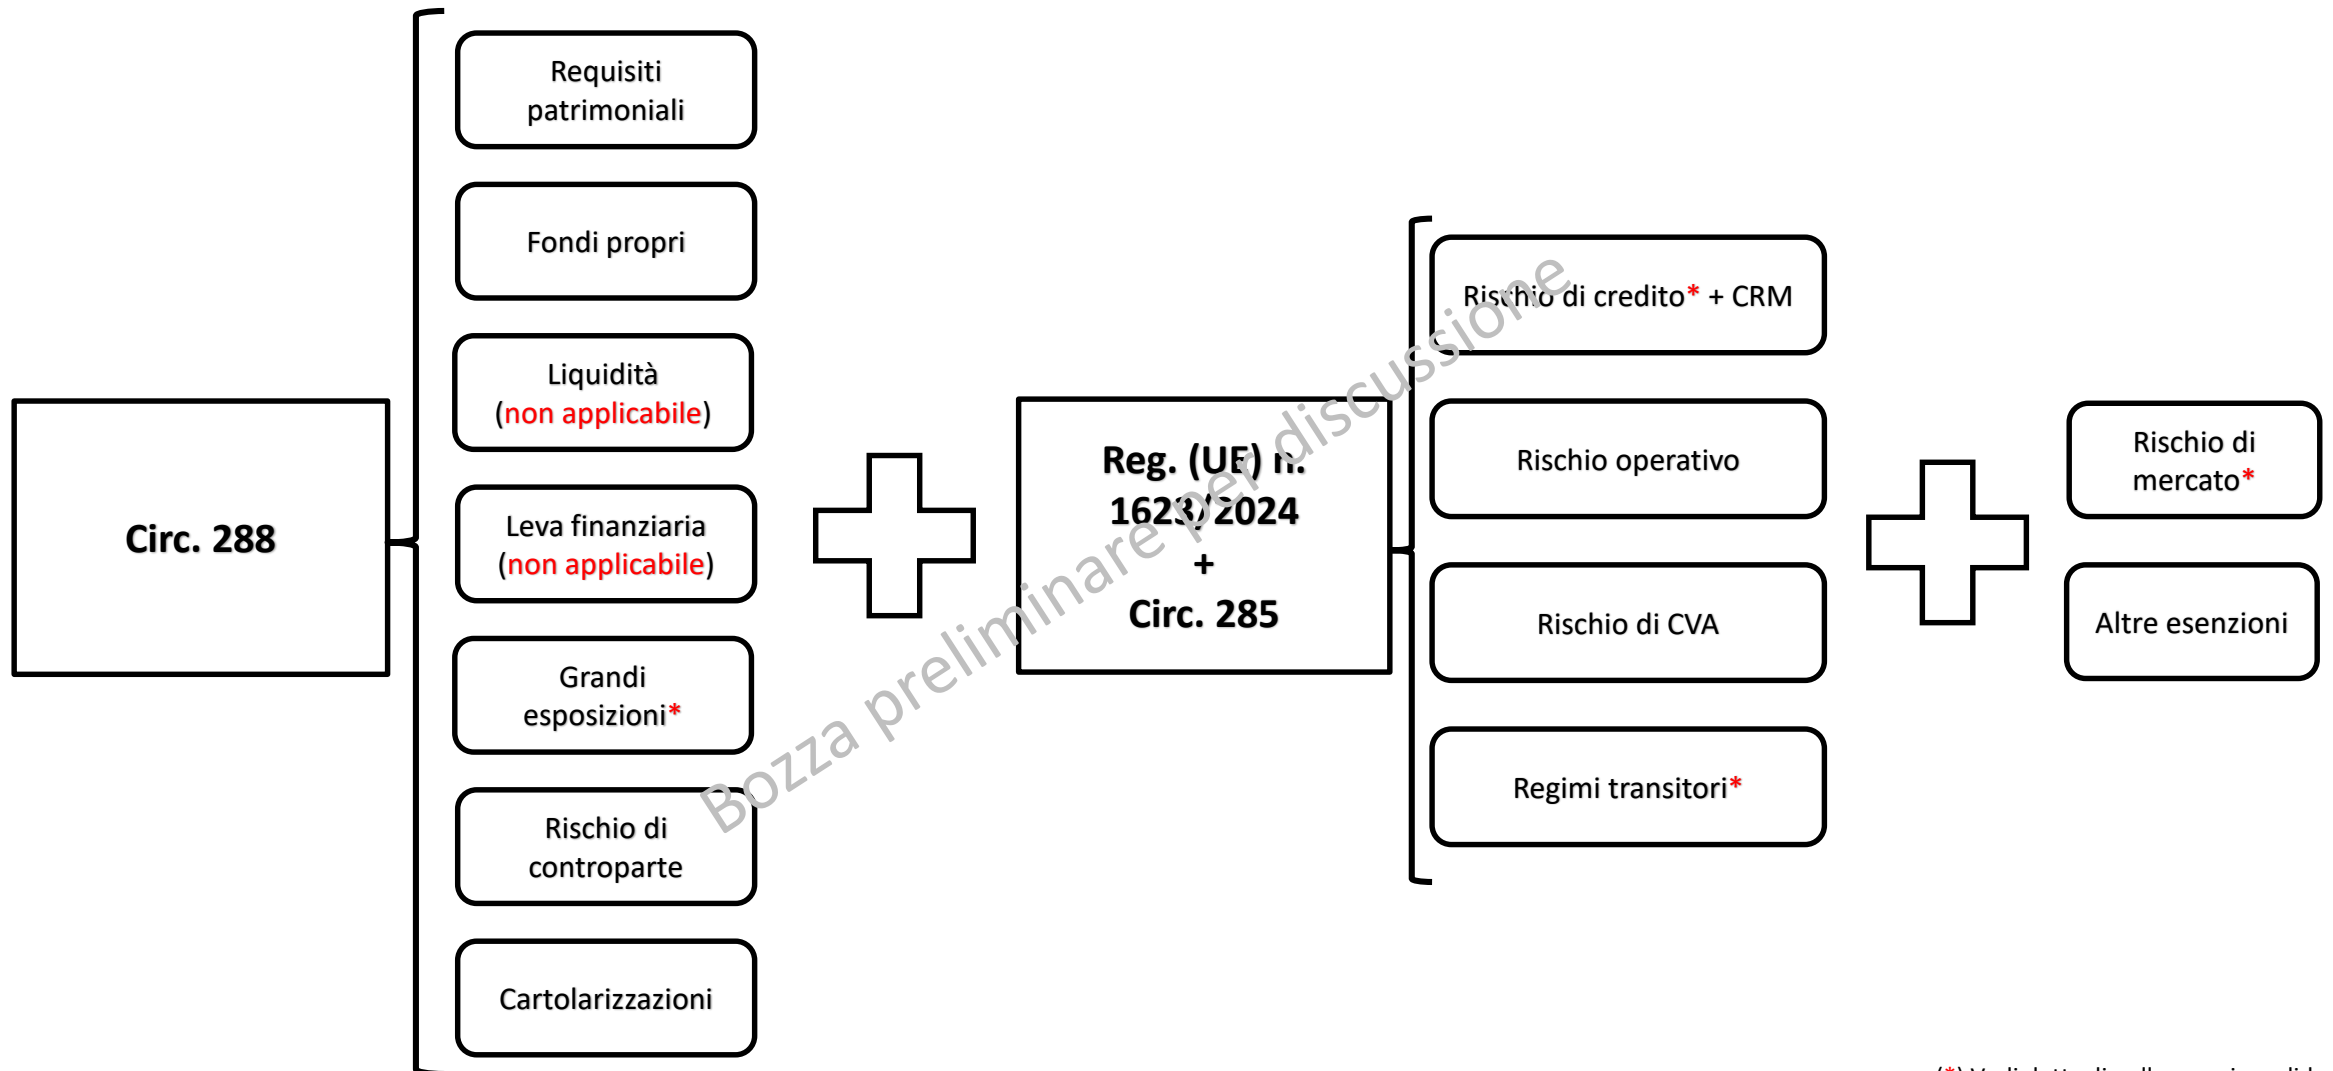 Circ. 288
Requisiti
patrimoniali
Fondi propri
Liquidità
(non applicabile)
Leva finanziaria
(non applicabile)
Grandi
esposizioni*
Rischio di
controparte
Cartolarizzazioni
Reg. (UE) n.
1623/2024
+
Circ. 285
Rischio di credito* + CRM
Rischio operativo
Rischio di CVA
Regimi transitori*
Rischio di
mercato*
Altre esenzioni
Bozza preliminare per discussione